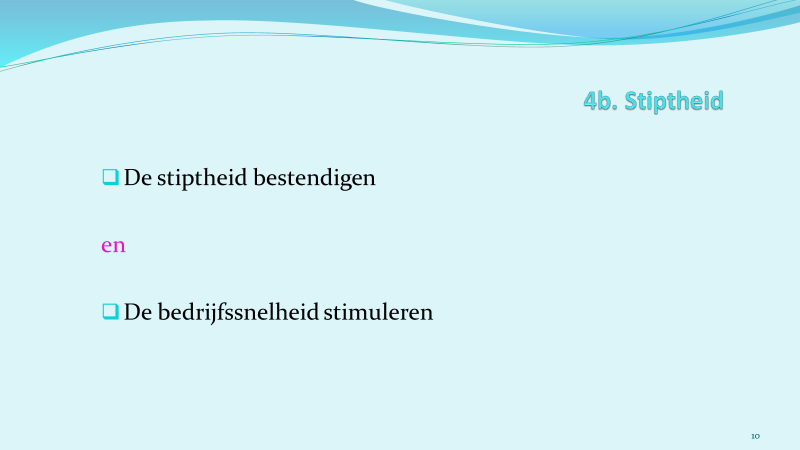 4b. Stiptheid
De stiptheid bestendigen
en
De bedrijfssnelheid stimuleren
10